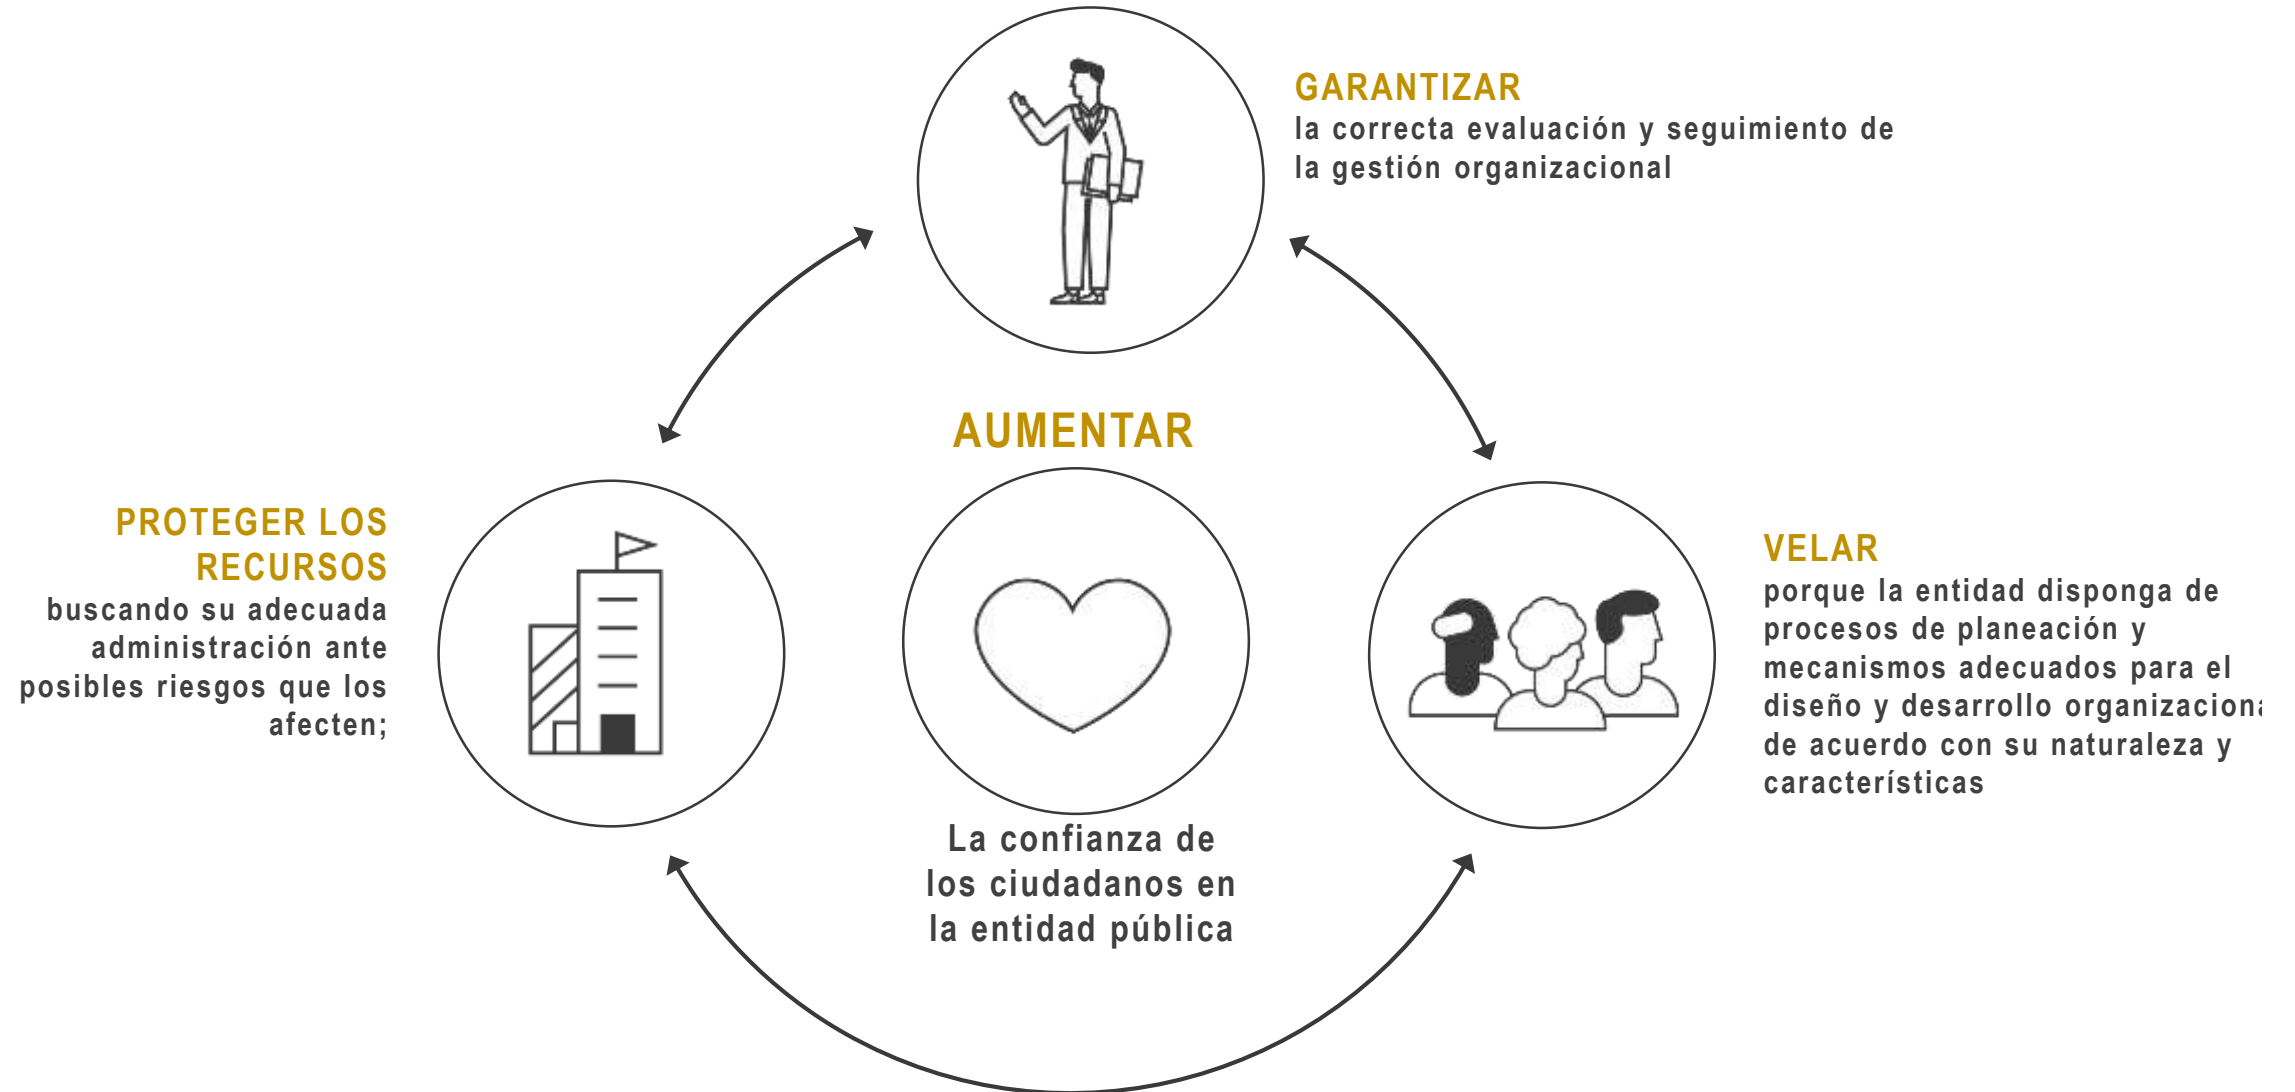 GARANTIZAR
la correcta evaluación y seguimiento de
la gestión organizacional
AUMENTAR
La confianza de
los ciudadanos en
la entidad pública
PROTEGER LOS
RECURSOS
buscando su adecuada
administración ante
posibles riesgos que los
afecten;
VELAR
porque la entidad disponga de
procesos de planeación y
mecanismos adecuados para el
diseño y desarrollo
de acuerdo con su naturaleza y
características